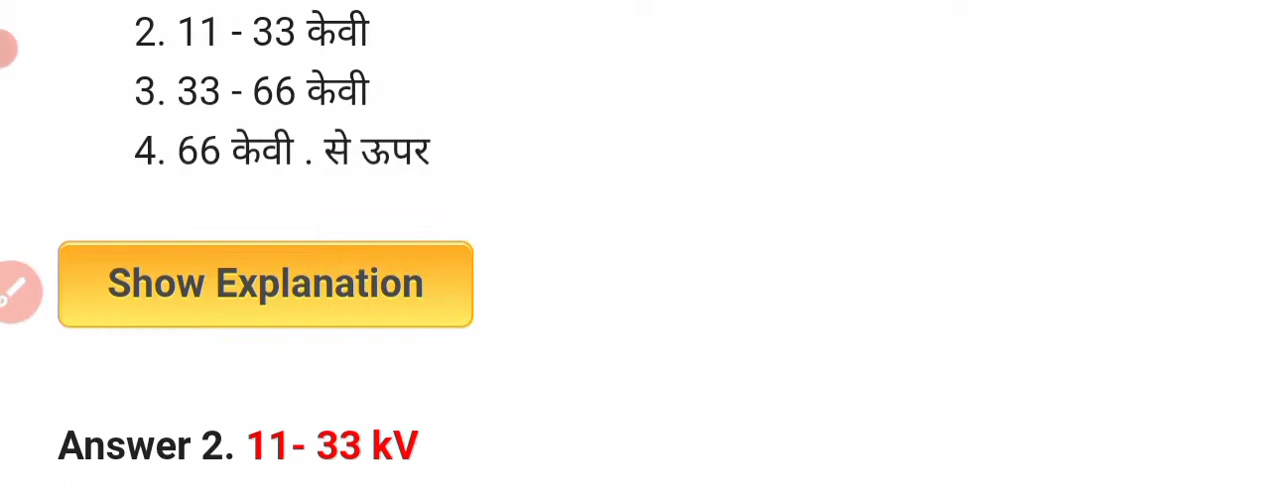 2. 11 - 33 केवी
3. 33 - 66 केवी
4. 66 केवी . से ऊपर
Show Explanation
Answer 2. 11- 33 kV